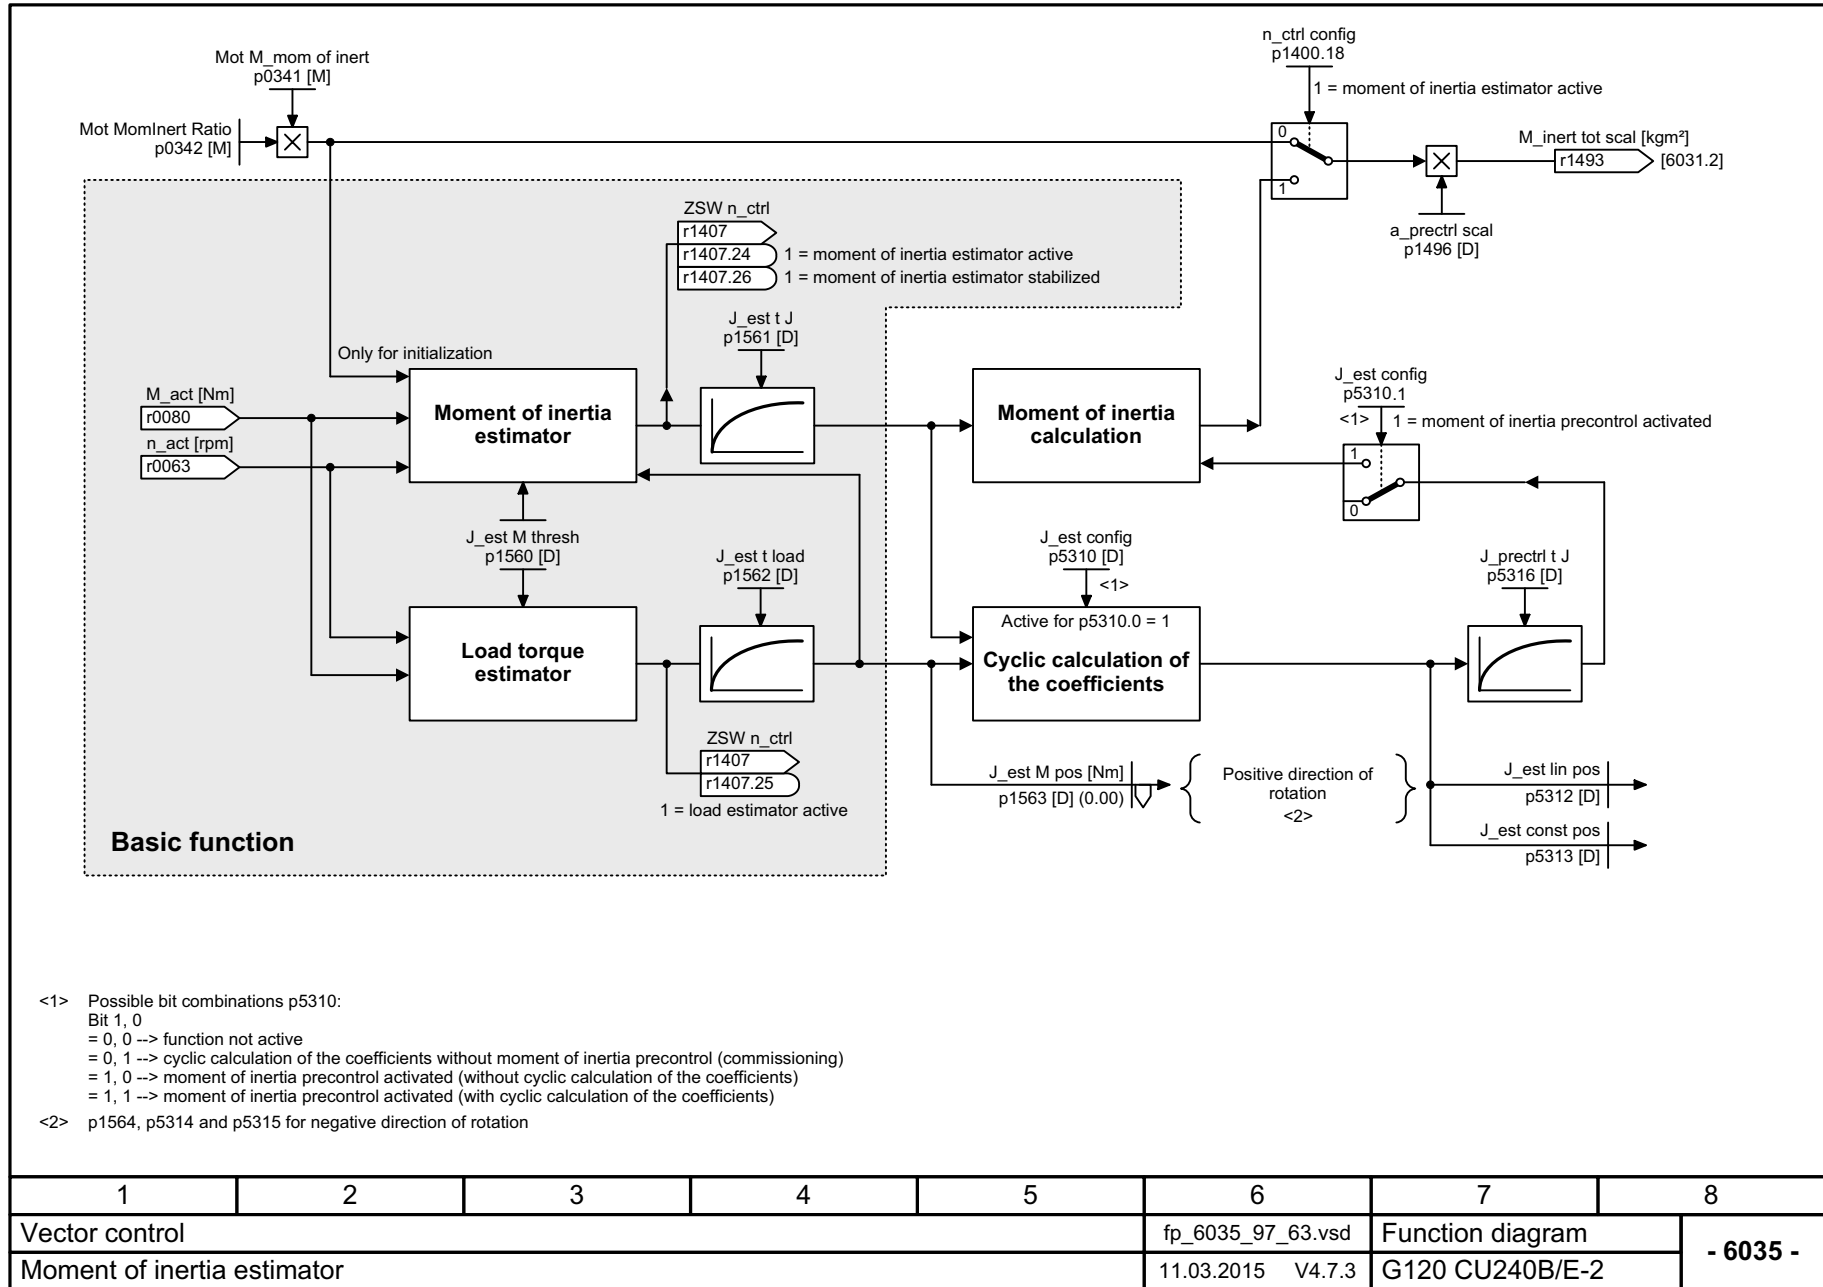 n_ctrl config
p1400.18
1 = moment of inertia estimator active
Mot M_mom of inert
p0341 [M]
Mot MomInert Ratio
p0342 [M]
0
1
M_inert tot scal [kgm²]
r1493
[6031.2]
a_prectrl scal
p1496 [D]
ZSW n_ctrl
r1407
r1407.24
1 = moment of inertia estimator active
r1407.26
1 = moment of inertia estimator stabilized
J_est t J
p1561 [D]
Only for initialization
M_act [Nm]
r0080
n_act [rpm]
r0063
Moment of inertia
estimator
Moment of inertia
calculation
J_est config
p5310.1
<1>
1 = moment of inertia precontrol activated
1
0
J_est M thresh
p1560 [D]
J_est t load
p1562 [D]
J_est config
p5310 [D]
<1>
J_prectrl t J
p5316 [D]
Load torque
estimator
Active for p5310.0 = 1
Cyclic calculation of
the coefficients
ZSW n_ctrl
r1407
r1407.25
1 = load estimator active
J_est M pos [Nm]
p1563 [D] (0.00)
Positive direction of
rotation
<2>
J_est lin pos
p5312 [D]
J_est const pos
p5313 [D]
Basic function
<1> Possible bit combinations p5310:
Bit 1, 0
= 0, 0 --> function not active
= 0, 1 --> cyclic calculation of the coefficients without moment of inertia precontrol (commissioning)
= 1, 0 --> moment of inertia precontrol activated (without cyclic calculation of the coefficients)
= 1, 1 --> moment of inertia precontrol activated (with cyclic calculation of the coefficients)
<2> p1564, p5314 and p5315 for negative direction of rotation
1 2 3 4 5 6 7 8
Vector control fp_6035_97_63.vsd Function diagram
- 6035 -
Moment of inertia estimator 11.03.2015 V4.7.3 G120 CU240B/E-2